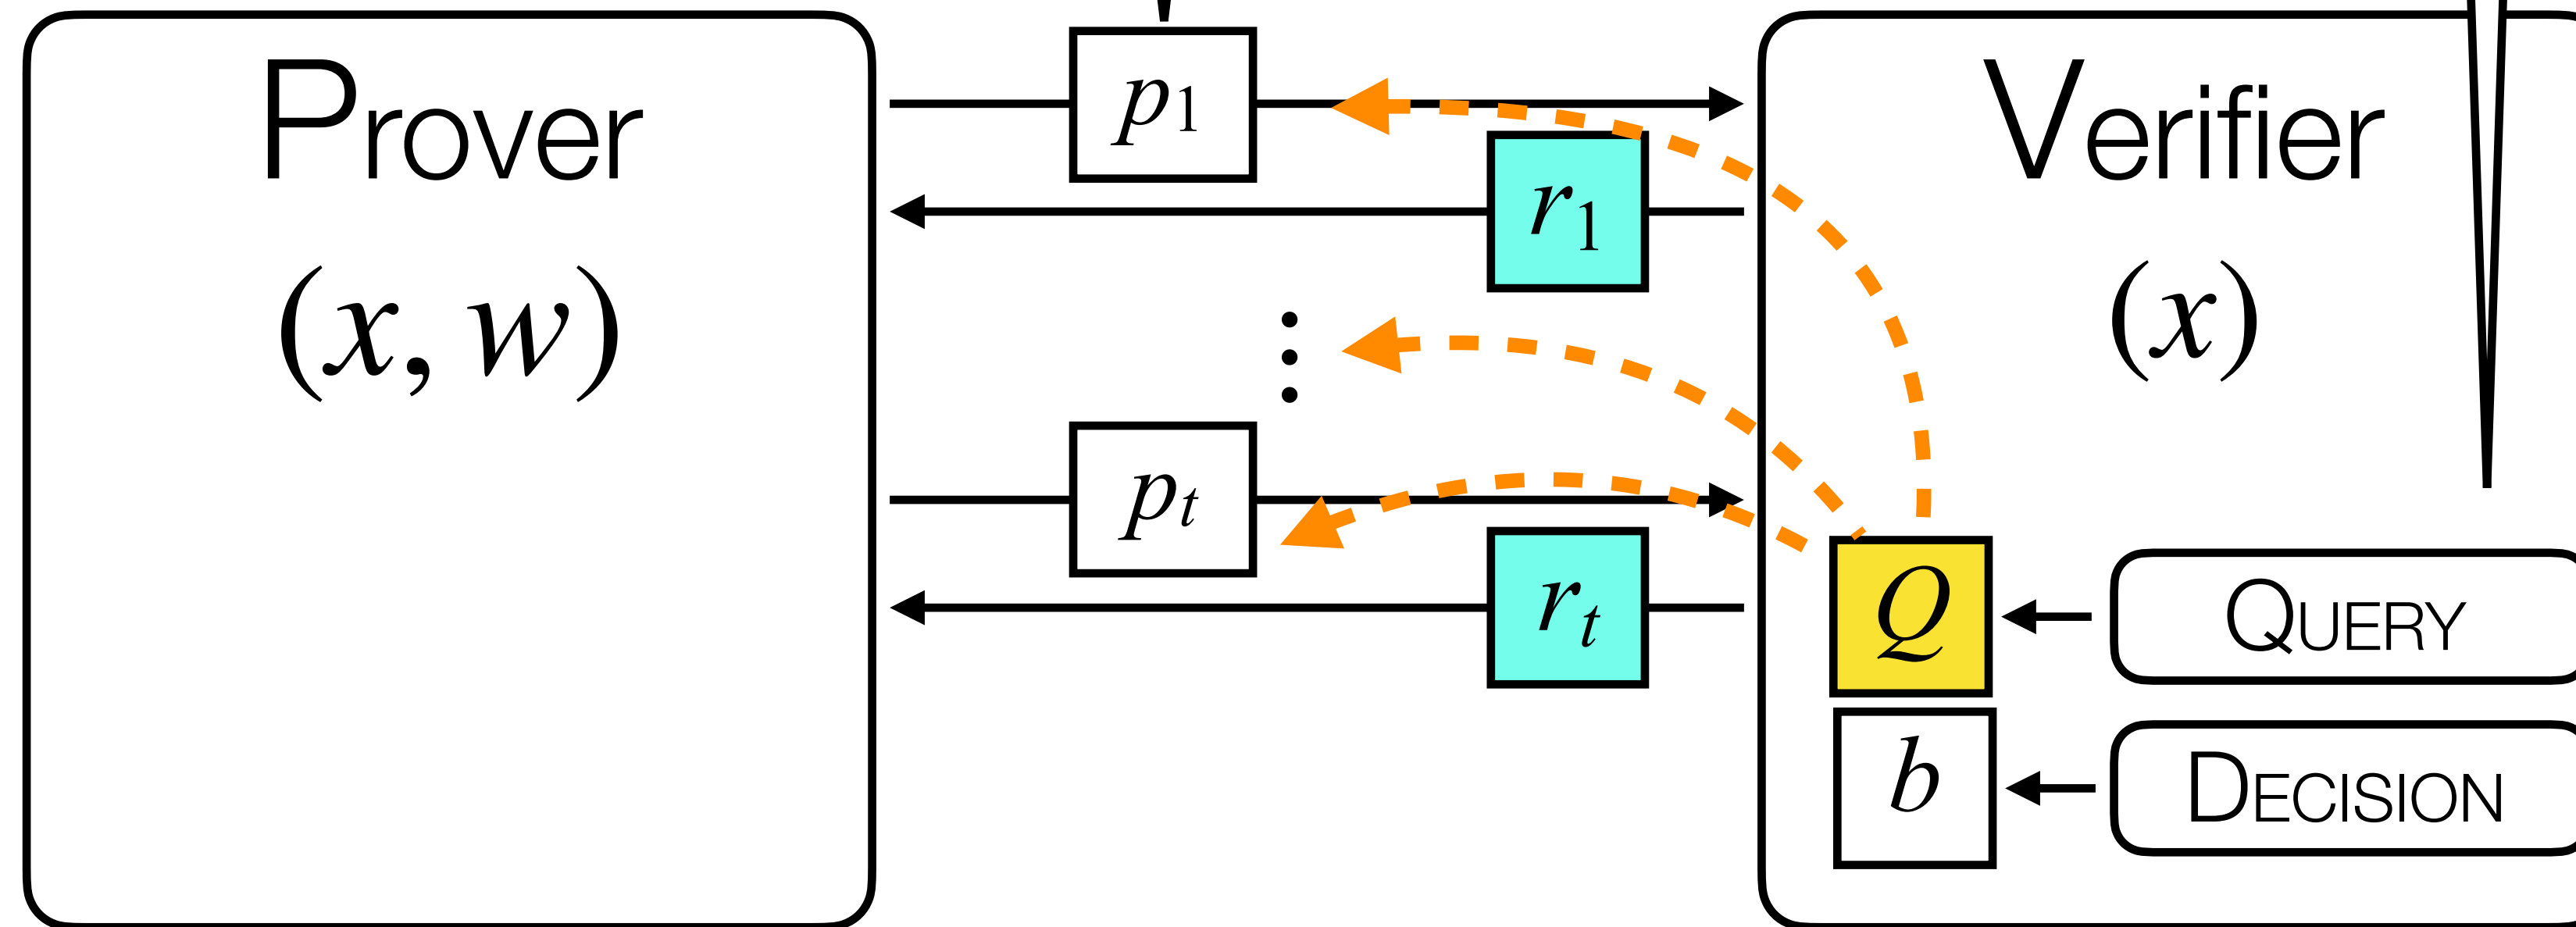 Prover
(x, w)
p₁
r₁
⋮
pₜ
rₜ
Verifier
(x)
Q
QUERY
b
DECISION